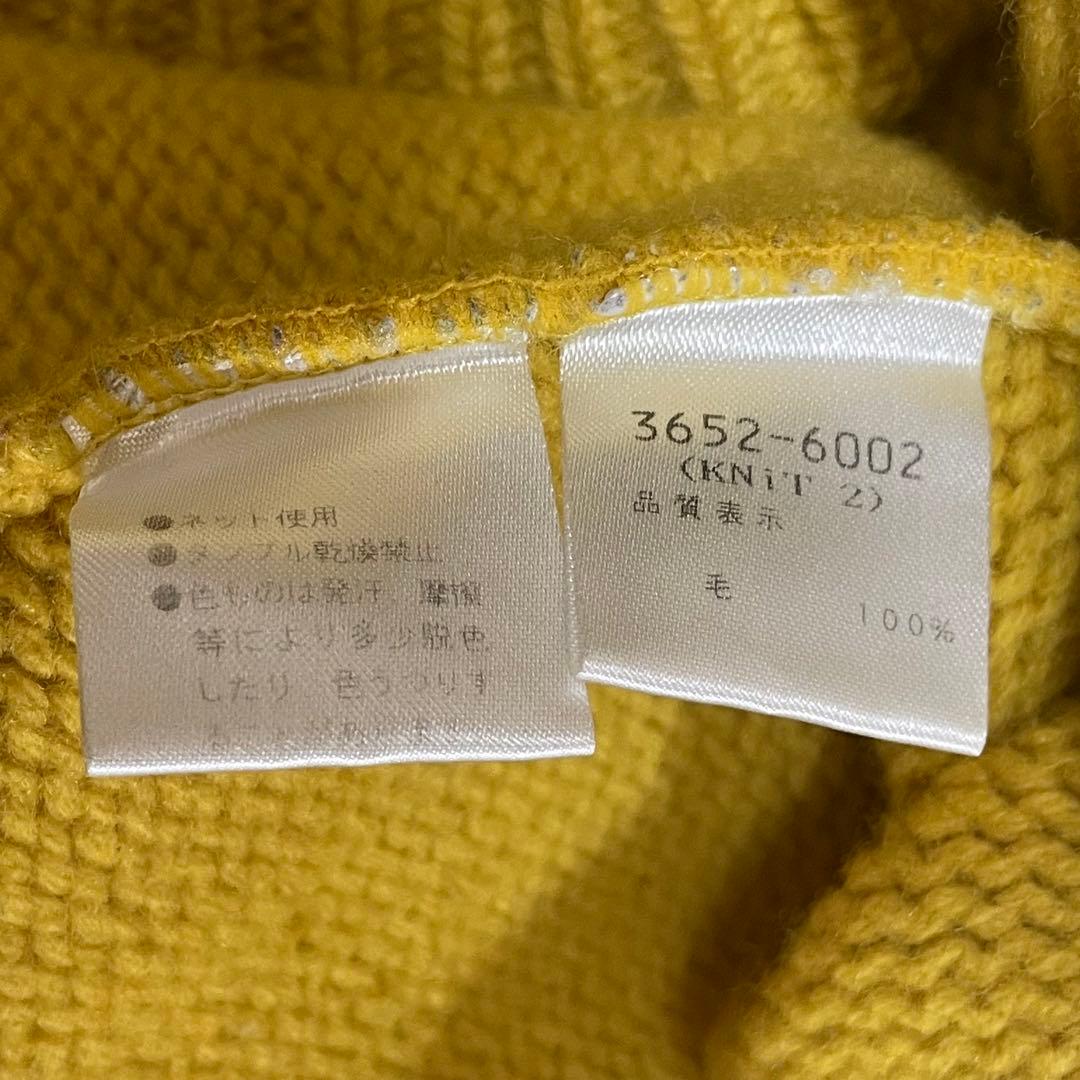 ●ネット使用
●タンブル乾燥禁止
●色ものは発汗 摩擦
等により多少脱色
したり 色うつりす
3652-6002
(KNiT 2)
品質表示
毛
100%